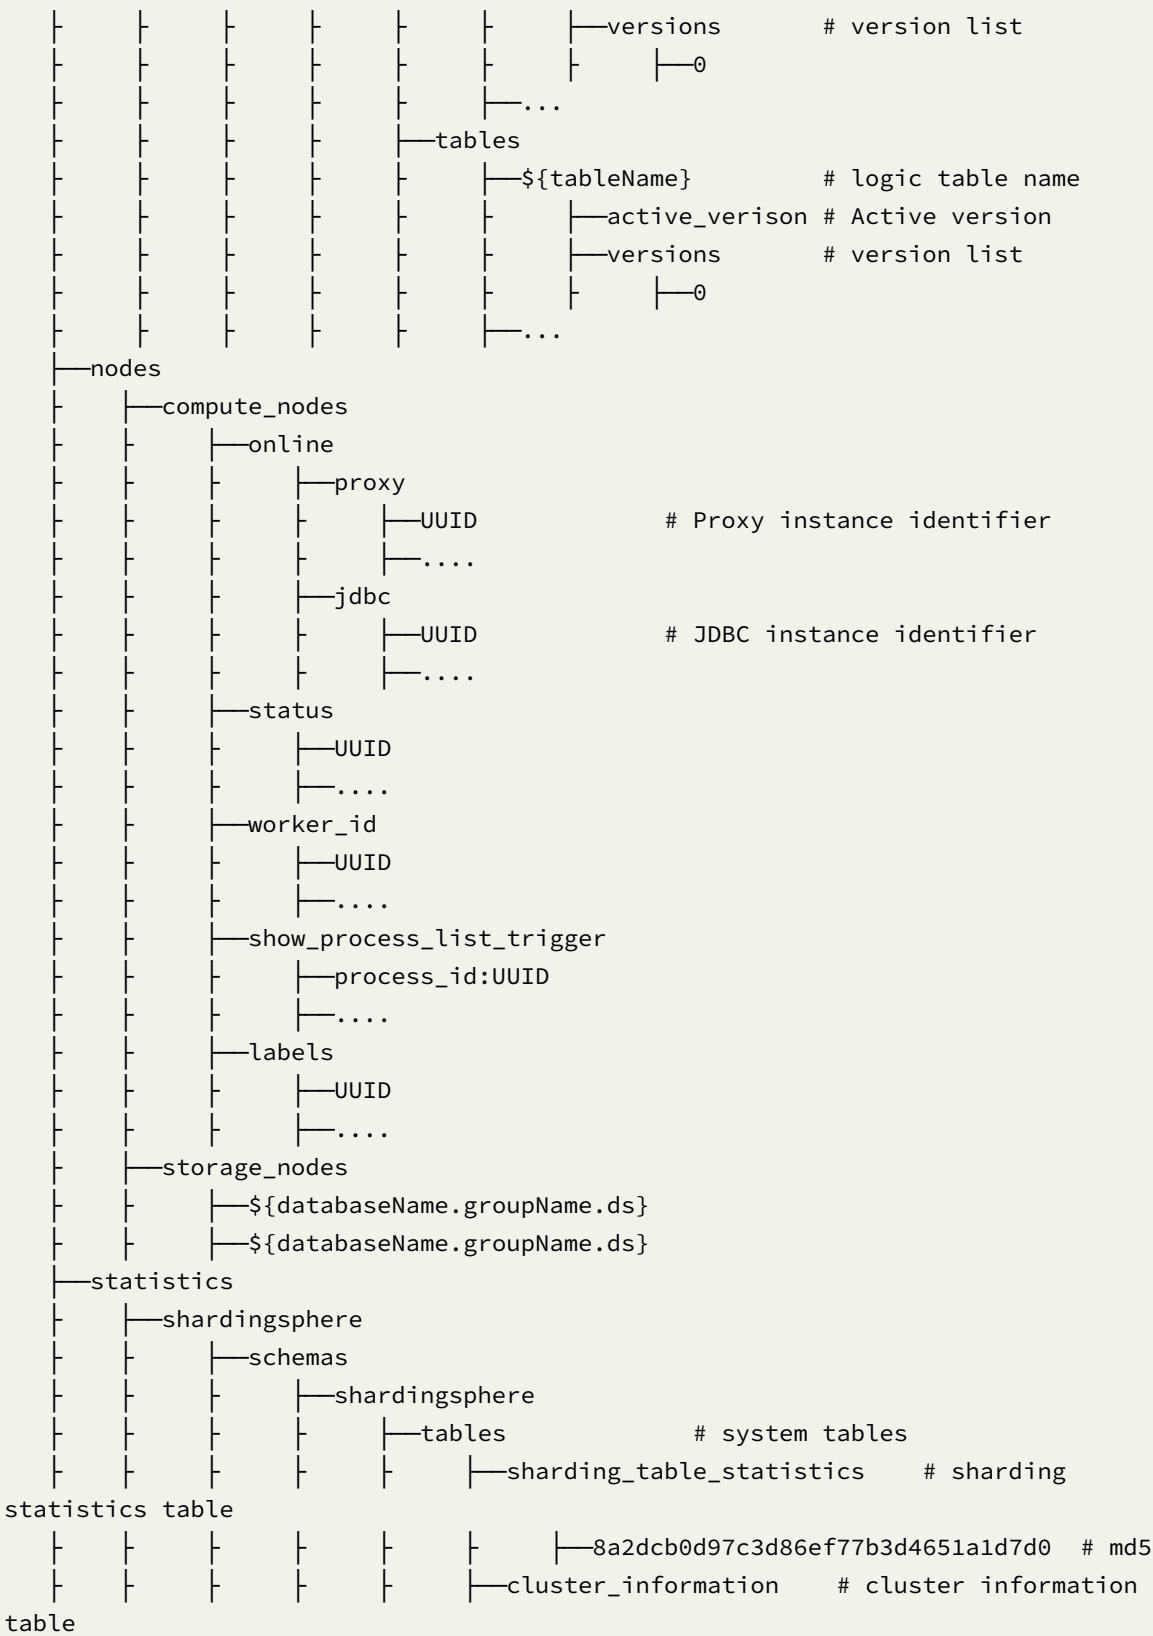 ├      ├      ├      ├      ├      ├      ├──versions       # version list
├      ├      ├      ├      ├      ├      ├      ├──0
├      ├      ├      ├      ├      ├──...
├      ├      ├      ├      ├──tables
├      ├      ├      ├      ├      ├──${tableName}         # logic table name
├      ├      ├      ├      ├      ├      ├──active_verison # Active version
├      ├      ├      ├      ├      ├      ├──versions       # version list
├      ├      ├      ├      ├      ├      ├      ├──0
├      ├      ├      ├      ├      ├──...
├──nodes
├    ├──compute_nodes
├    ├     ├──online
├    ├     ├     ├──proxy
├    ├     ├     ├     ├──UUID             # Proxy instance identifier
├    ├     ├     ├     ├──....
├    ├     ├     ├──jdbc
├    ├     ├     ├     ├──UUID             # JDBC instance identifier
├    ├     ├     ├     ├──....
├    ├     ├──status
├    ├     ├     ├──UUID
├    ├     ├     ├──....
├    ├     ├──worker_id
├    ├     ├     ├──UUID
├    ├     ├     ├──....
├    ├     ├──show_process_list_trigger
├    ├     ├     ├──process_id:UUID
├    ├     ├     ├──....
├    ├     ├──labels
├    ├     ├     ├──UUID
├    ├     ├     ├──....
├    ├──storage_nodes
├    ├     ├──${databaseName.groupName.ds}
├    ├     ├──${databaseName.groupName.ds}
├──statistics
├    ├──shardingsphere
├    ├     ├──schemas
├    ├     ├     ├──shardingsphere
├    ├     ├     ├     ├──tables             # system tables
├    ├     ├     ├     ├     ├──sharding_table_statistics    # sharding
statistics table
├    ├     ├     ├     ├     ├     ├──8a2dcb0d97c3d86ef77b3d4651a1d7d0  # md5
├    ├     ├     ├     ├     ├──cluster_information    # cluster information
table